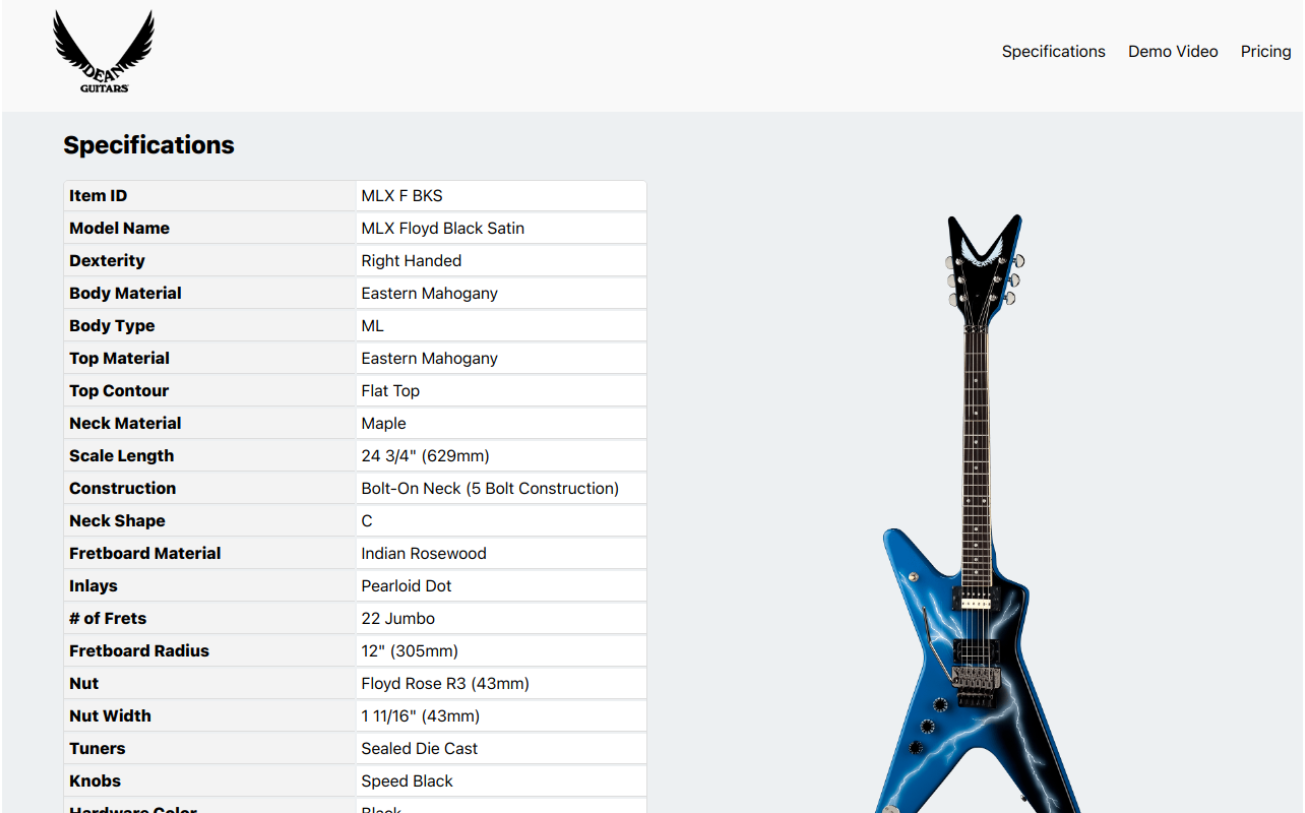 DEAN
GUITARS
Specifications Demo Video Pricing
Specifications
Item ID MLX F BKS
Model Name MLX Floyd Black Satin
Dexterity Right Handed
Body Material Eastern Mahogany
Body Type ML
Top Material Eastern Mahogany
Top Contour Flat Top
Neck Material Maple
Scale Length 24 3/4" (629mm)
Construction Bolt-On Neck (5 Bolt Construction)
Neck Shape C
Fretboard Material Indian Rosewood
Inlays Pearloid Dot
# of Frets 22 Jumbo
Fretboard Radius 12" (305mm)
Nut Floyd Rose R3 (43mm)
Nut Width 1 11/16" (43mm)
Tuners Sealed Die Cast
Knobs Speed Black
Hardware Color Black